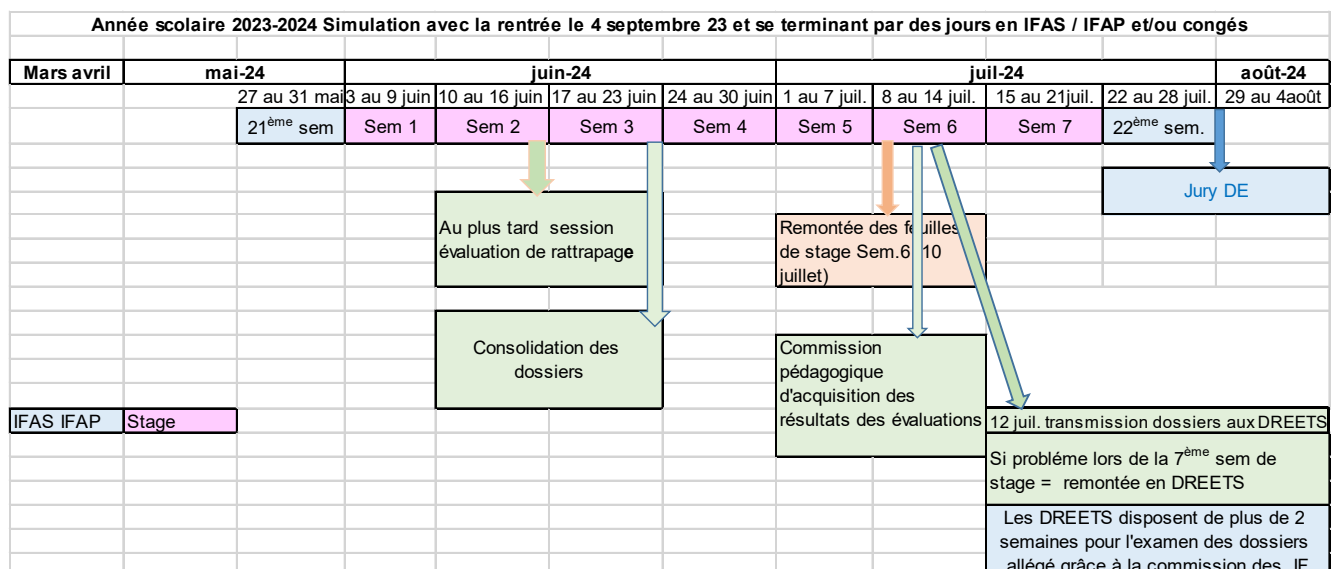 Année scolaire 2023-2024 Simulation avec la rentrée le 4 septembre 23 et se terminant par des jours en IFAS / IFAP et/ou congés
Mars avril mai-24 juin-24 juil-24 août-24
27 au 31 mai 3 au 9 juin 10 au 16 juin 17 au 23 juin 24 au 30 juin 1 au 7 juil. 8 au 14 juil. 15 au 21juil. 22 au 28 juil. 29 au 4août
21ème sem Sem 1 Sem 2 Sem 3 Sem 4 Sem 5 Sem 6 Sem 7 22ème sem.
Jury DE
Au plus tard session
évaluation de rattrapage
Remontée des feuilles
de stage Sem.6 10
juillet)
Consolidation des
dossiers
Commission
pédagogique
d'acquisition des
résultats des évaluations
IFAS IFAP Stage
12 juil. transmission dossiers aux DREETS
Si probléme lors de la 7ème sem de
stage = remontée en DREETS
Les DREETS disposent de plus de 2
semaines pour l'examen des dossiers
allégé grâce à la commission des IF